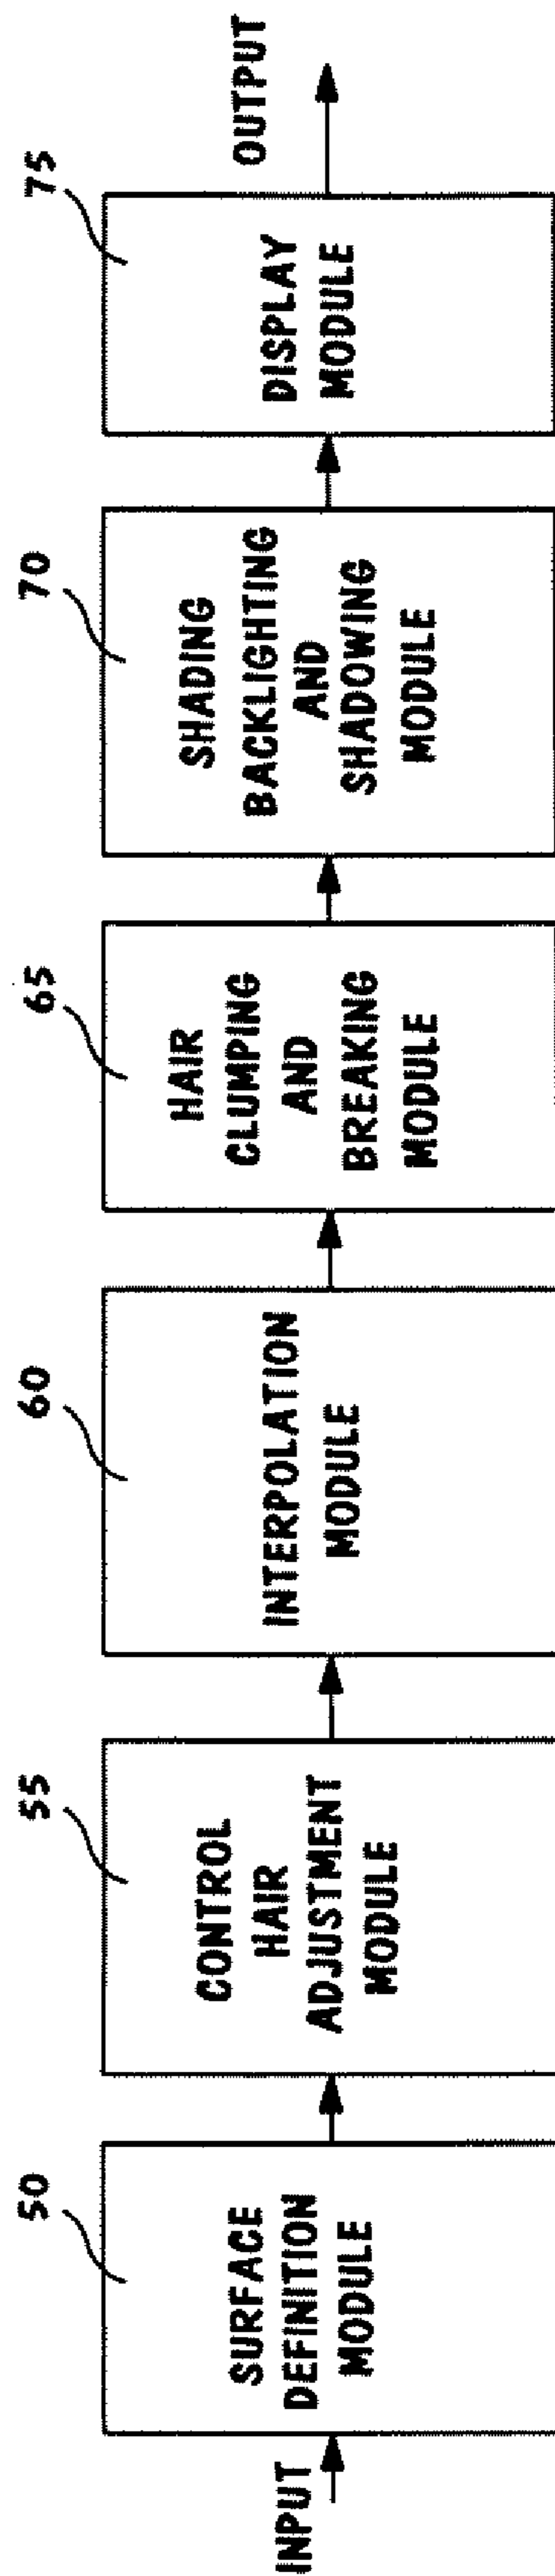 INPUT
50
SURFACE
DEFINITION
MODULE
55
CONTROL
HAIR
ADJUSTMENT
MODULE
60
INTERPOLATION
MODULE
65
HAIR
CLUMPING
AND
BREAKING
MODULE
70
SHADING
BACKLIGHTING
AND
SHADOWING
MODULE
75
DISPLAY
MODULE
OUTPUT